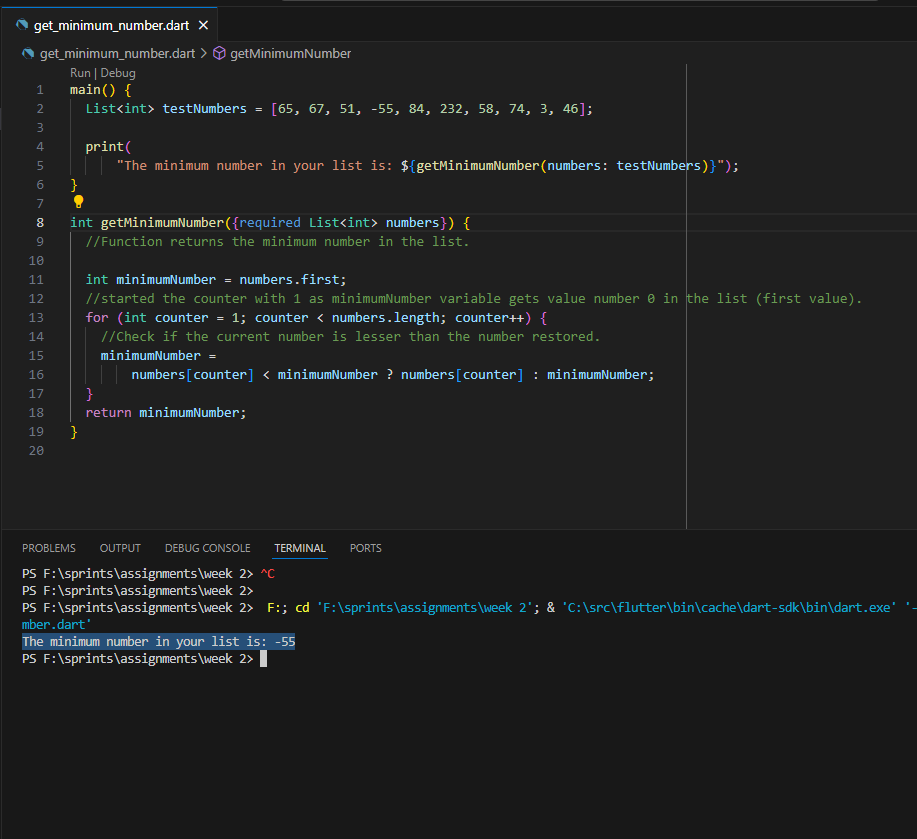 get_minimum_number.dart
get_minimum_number.dart > getMinimumNumber
Run | Debug
1 main() {
2 List<int> testNumbers = [65, 67, 51, -55, 84, 232, 58, 74, 3, 46];
3
4 print(
5 "The minimum number in your list is: ${getMinimumNumber(numbers: testNumbers)}");
6 }
7
8 int getMinimumNumber({required List<int> numbers}) {
9 //Function returns the minimum number in the list.
10
11 int minimumNumber = numbers.first;
12 //started the counter with 1 as minimumNumber variable gets value number 0 in the list (first value).
13 for (int counter = 1; counter < numbers.length; counter++) {
14 //Check if the current number is lesser than the number restored.
15 minimumNumber =
16 numbers[counter] < minimumNumber ? numbers[counter] : minimumNumber;
17 }
18 return minimumNumber;
19 }
20
PROBLEMS OUTPUT DEBUG CONSOLE TERMINAL PORTS
PS F:\sprints\assignments\week 2> ^C
PS F:\sprints\assignments\week 2>
PS F:\sprints\assignments\week 2> F:; cd 'F:\sprints\assignments\week 2'; & 'C:\src\flutter\bin\cache\dart-sdk\bin\dart.exe' '-
mber.dart'
The minimum number in your list is: -55
PS F:\sprints\assignments\week 2>